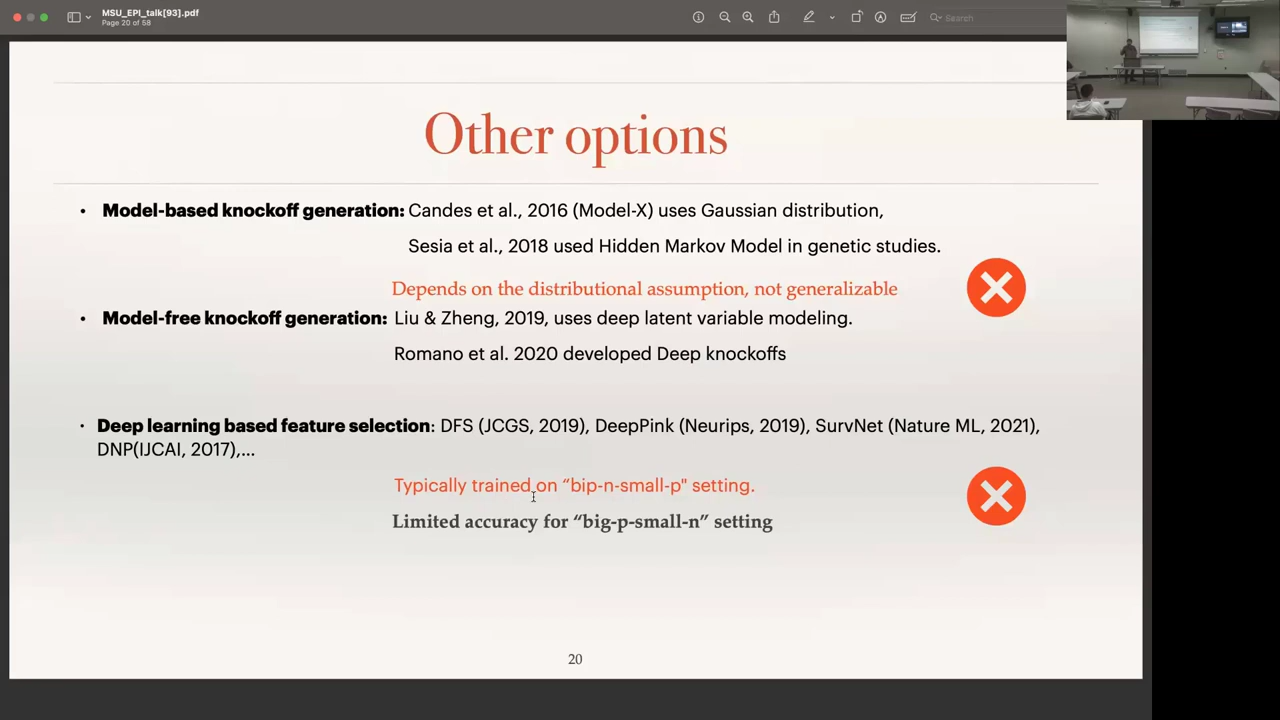 MSU_EPI_talk[93].pdf
Page 20 of 58
Search
Other options
• Model-based knockoff generation: Candes et al., 2016 (Model-X) uses Gaussian distribution,
Sesia et al., 2018 used Hidden Markov Model in genetic studies.
Depends on the distributional assumption, not generalizable
• Model-free knockoff generation: Liu & Zheng, 2019, uses deep latent variable modeling.
Romano et al. 2020 developed Deep knockoffs
• Deep learning based feature selection: DFS (JCGS, 2019), DeepPink (Neurips, 2019), SurvNet (Nature ML, 2021),
DNP(IJCAI, 2017),...
Typically trained on “bip-n-small-p" setting.
Limited accuracy for “big-p-small-n” setting
20